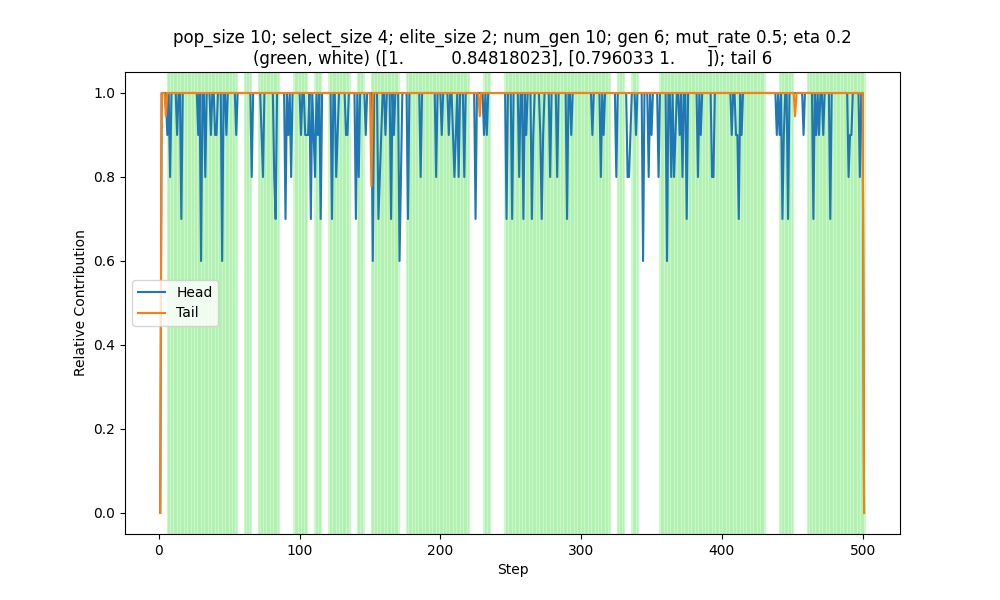 pop_size 10; select_size 4; elite_size 2; num_gen 10; gen 6; mut_rate 0.5; eta 0.2
(green, white) ([1.         0.84818023], [0.796033 1.      ]); tail 6
Relative Contribution
1.0
0.8
0.6
0.4
0.2
0.0
Head
Tail
0 100 200 300 400 500
Step